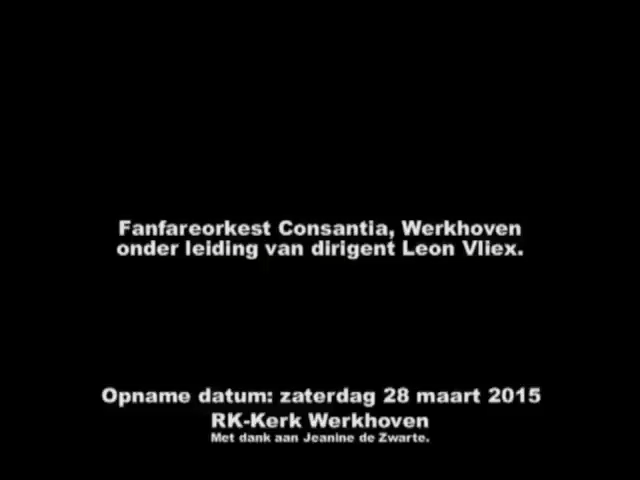 Fanfareorkest Consantia, Werkhoven
onder leiding van dirigent Leon Vliex.
Opname datum: zaterdag 28 maart 2015
RK-Kerk Werkhoven
Met dank aan Jeanine de Zwarte.